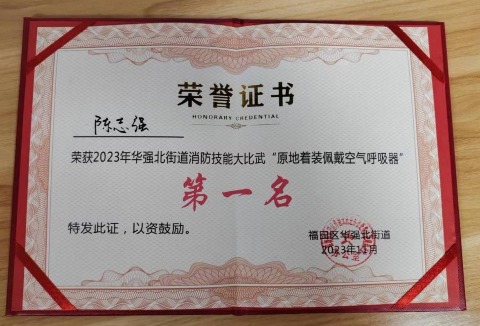 荣誉证书
HONORARY CREDENTIAL
陈志强
荣获2023年华强北街道消防技能大比武“原地着装佩戴空气呼吸器”
第一名
特发此证，以资鼓励。
福田区华强北街道
2023年11月